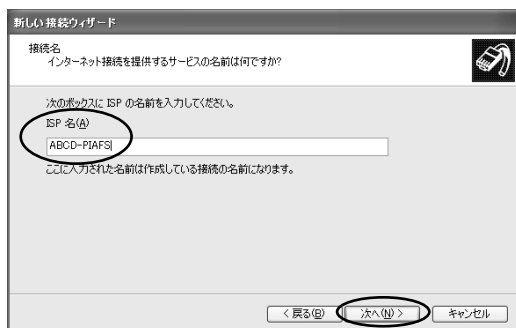 新しい接続ウィザード
接続名
インターネット接続を提供するサービスの名前は何ですか?
次のボックスに ISP の名前を入力してください。
ISP 名(A)
ABCD-PIAFS
ここに入力された名前は作成している接続の名前になります。
< 戻る(B)
次へ(N) >
キャンセル